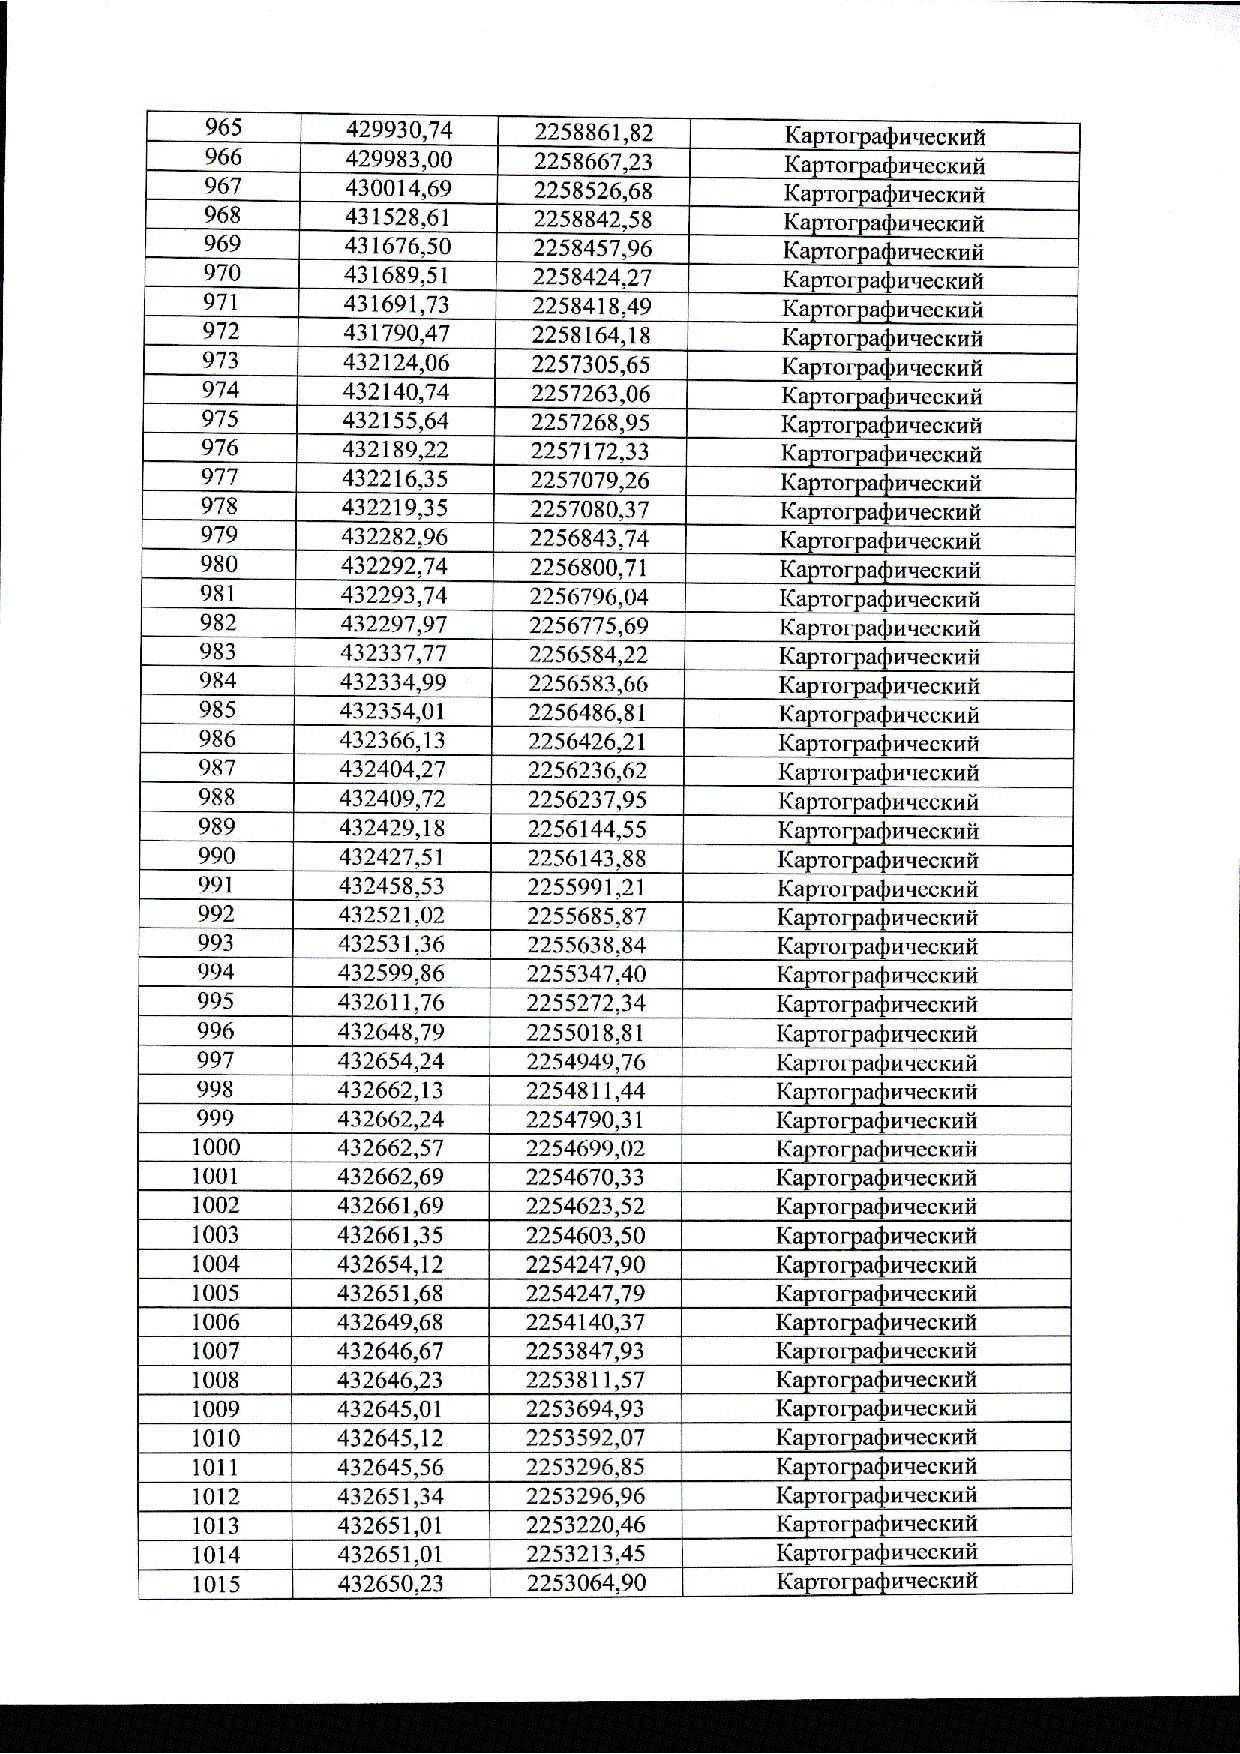 965 429930,74 2258861,82 Картографический
966 429983,00 2258667,23 Картографический
967 430014,69 2258526,68 Картографический
968 431528,61 2258842,58 Картографический
969 431676,50 2258457,96 Картографический
970 431689,51 2258424,27 Картографический
971 431691,73 2258418,49 Картографический
972 431790,47 2258164,18 Картографический
973 432124,06 2257305,65 Картографический
974 432140,74 2257263,06 Картографический
975 432155,64 2257268,95 Картографический
976 432189,22 2257172,33 Картографический
977 432216,35 2257079,26 Картографический
978 432219,35 2257080,37 Картографический
979 432282,96 2256843,74 Картографический
980 432292,74 2256800,71 Картографический
981 432293,74 2256796,04 Картографический
982 432297,97 2256775,69 Картографический
983 432337,77 2256584,22 Картографический
984 432334,99 2256583,66 Картографический
985 432354,01 2256486,81 Картографический
986 432366,13 2256426,21 Картографический
987 432404,27 2256236,62 Картографический
988 432409,72 2256237,95 Картографический
989 432429,18 2256144,55 Картографический
990 432427,51 2256143,88 Картографический
991 432458,53 2255991,21 Картографический
992 432521,02 2255685,87 Картографический
993 432531,36 2255638,84 Картографический
994 432599,86 2255347,40 Картографический
995 432611,76 2255272,34 Картографический
996 432648,79 2255018,81 Картографический
997 432654,24 2254949,76 Картографический
998 432662,13 2254811,44 Картографический
999 432662,24 2254790,31 Картографический
1000 432662,57 2254699,02 Картографический
1001 432662,69 2254670,33 Картографический
1002 432661,69 2254623,52 Картографический
1003 432661,35 2254603,50 Картографический
1004 432654,12 2254247,90 Картографический
1005 432651,68 2254247,79 Картографический
1006 432649,68 2254140,37 Картографический
1007 432646,67 2253847,93 Картографический
1008 432646,23 2253811,57 Картографический
1009 432645,01 2253694,93 Картографический
1010 432645,12 2253592,07 Картографический
1011 432645,56 2253296,85 Картографический
1012 432651,34 2253296,96 Картографический
1013 432651,01 2253220,46 Картографический
1014 432651,01 2253213,45 Картографический
1015 432650,23 2253064,90 Картографический